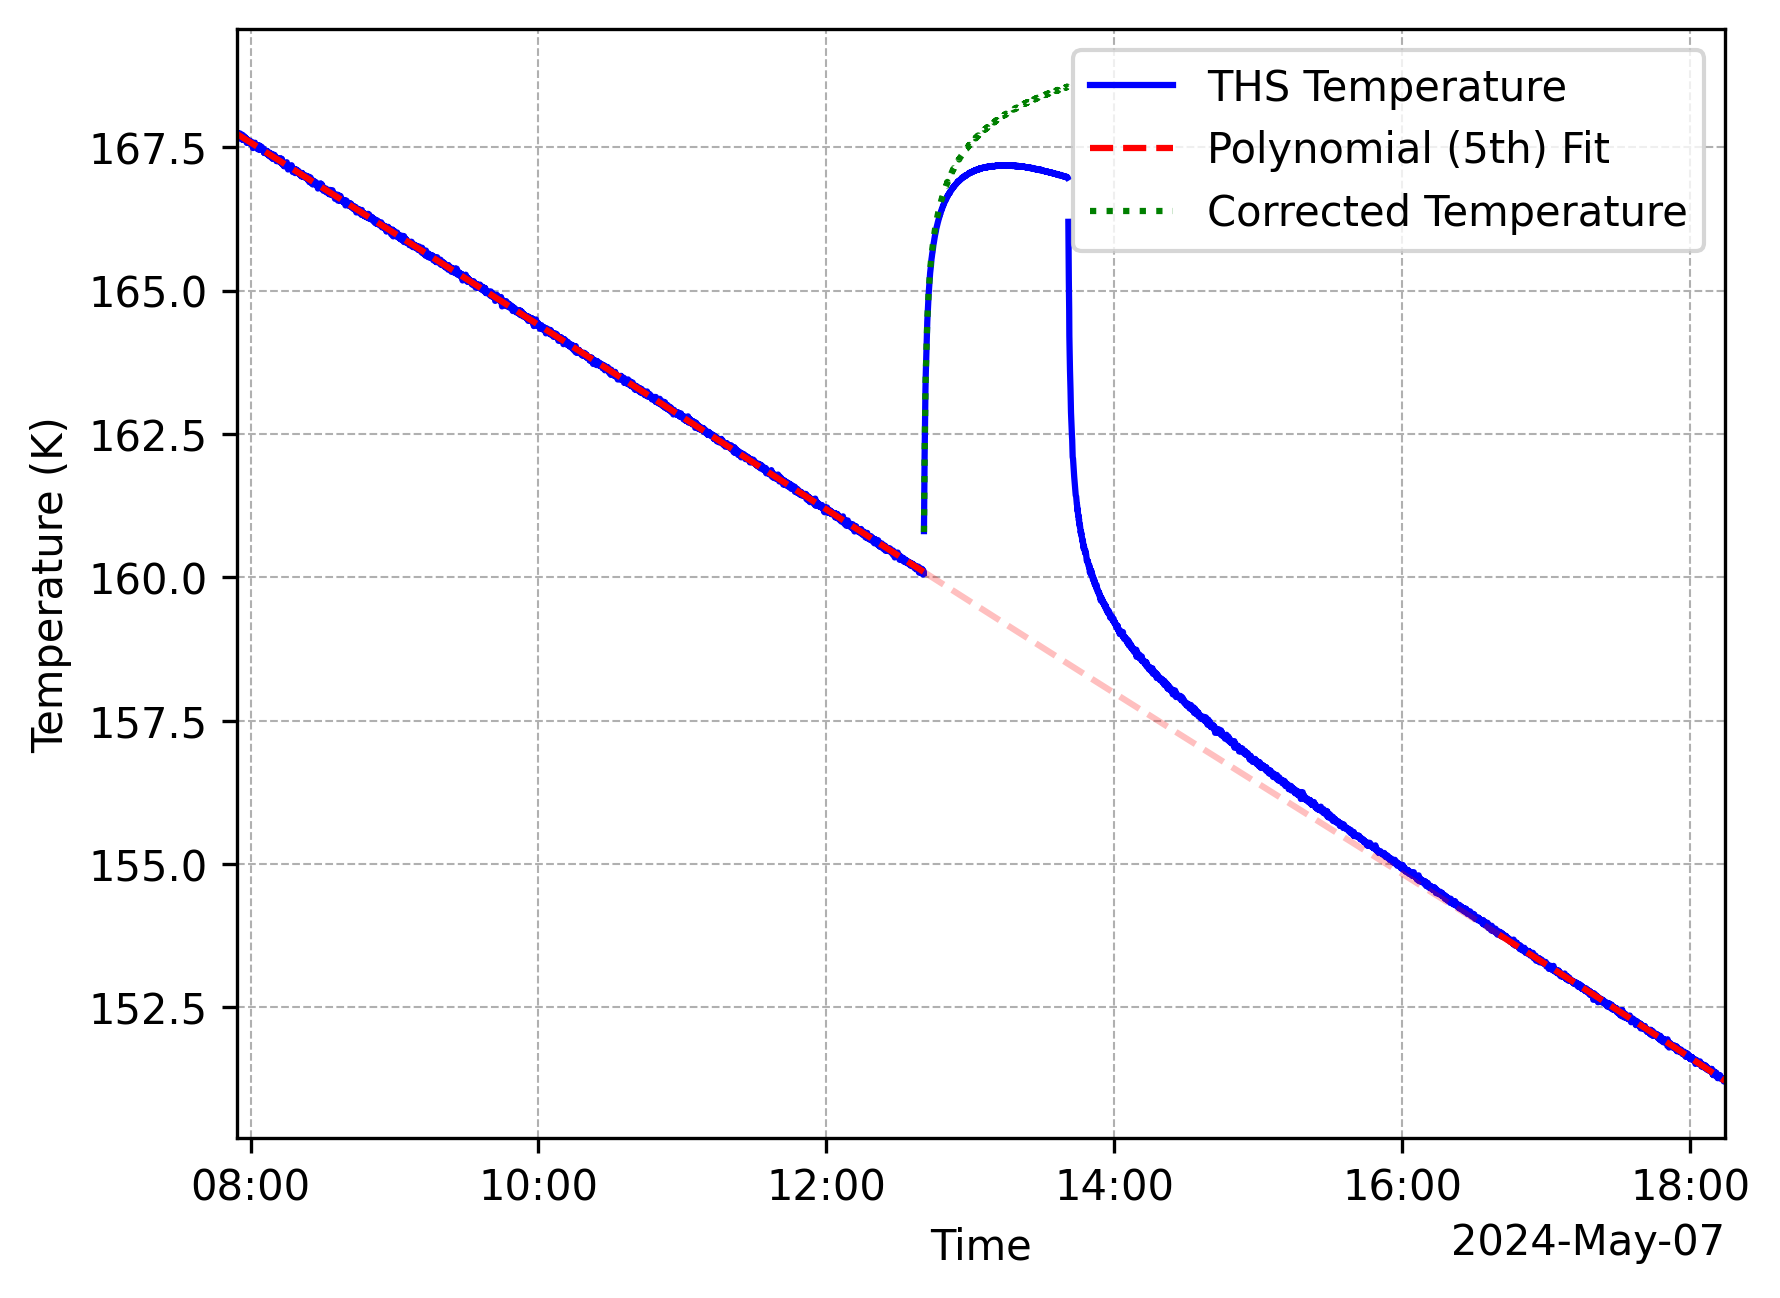 THS Temperature
Polynomial (5th) Fit
Corrected Temperature
Temperature (K)
167.5
165.0
162.5
160.0
157.5
155.0
152.5
08:00 10:00 12:00 14:00 16:00 18:00
Time
2024-May-07